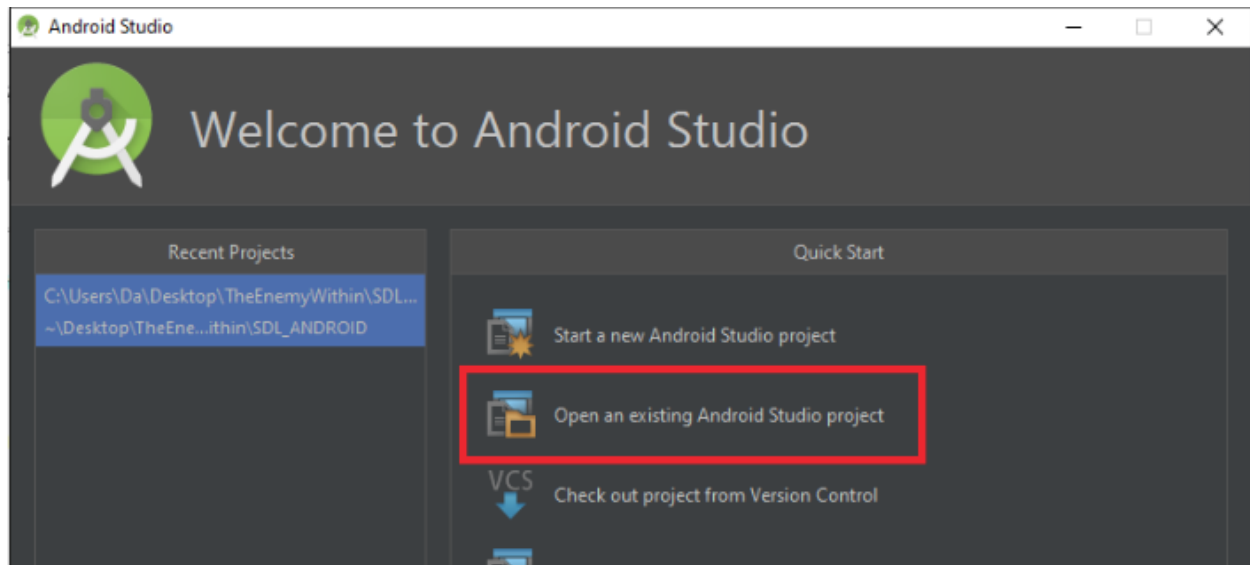 Android Studio
Welcome to Android Studio
Recent Projects
C:\Users\Da\Desktop\TheEnemyWithin\SDL...
~\Desktop\TheEne...ithin\SDL_ANDROID
Quick Start
Start a new Android Studio project
Open an existing Android Studio project
VCS
Check out project from Version Control